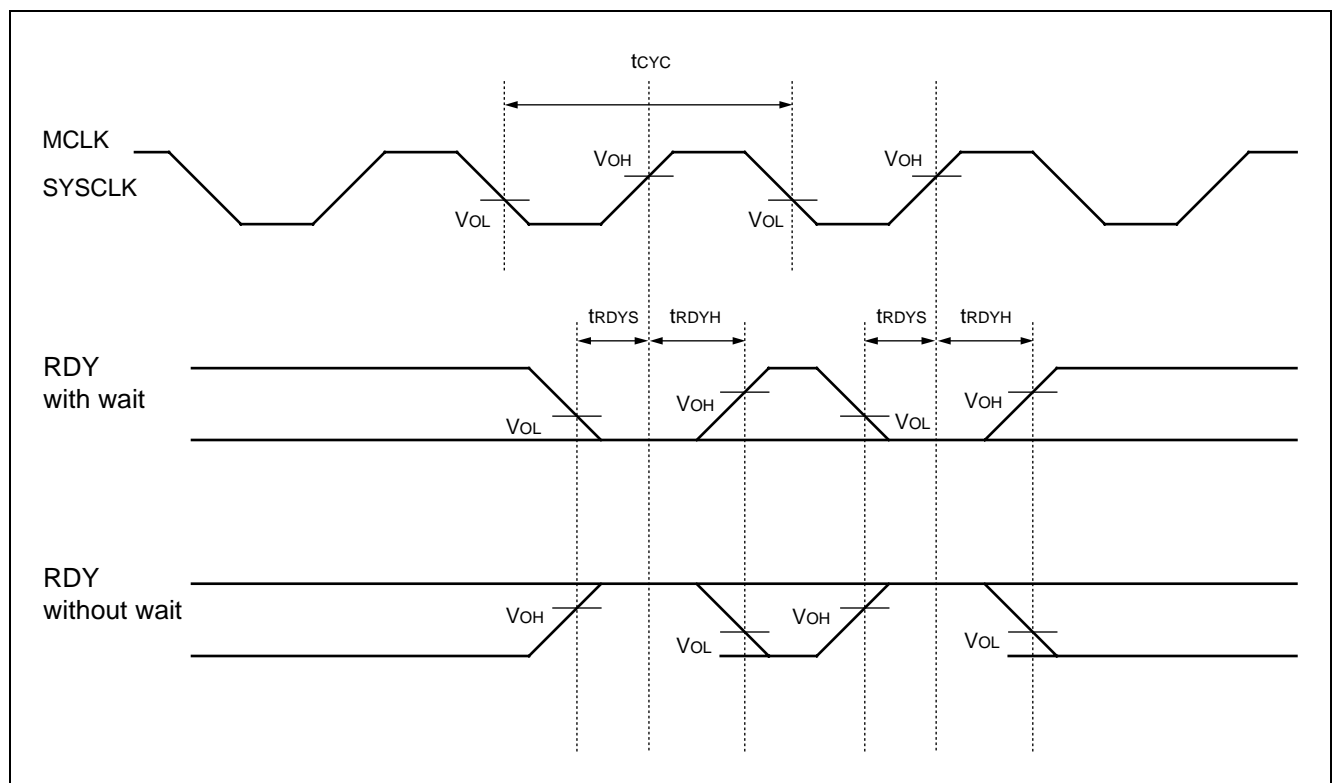 tCYC
MCLK
SYSCLK
VOH
VOH
VOL
VOL
tRDYS
tRDYH
tRDYS
tRDYH
RDY
with wait
VOL
VOH
VOL
VOH
RDY
without wait
VOH
VOL
VOH
VOL